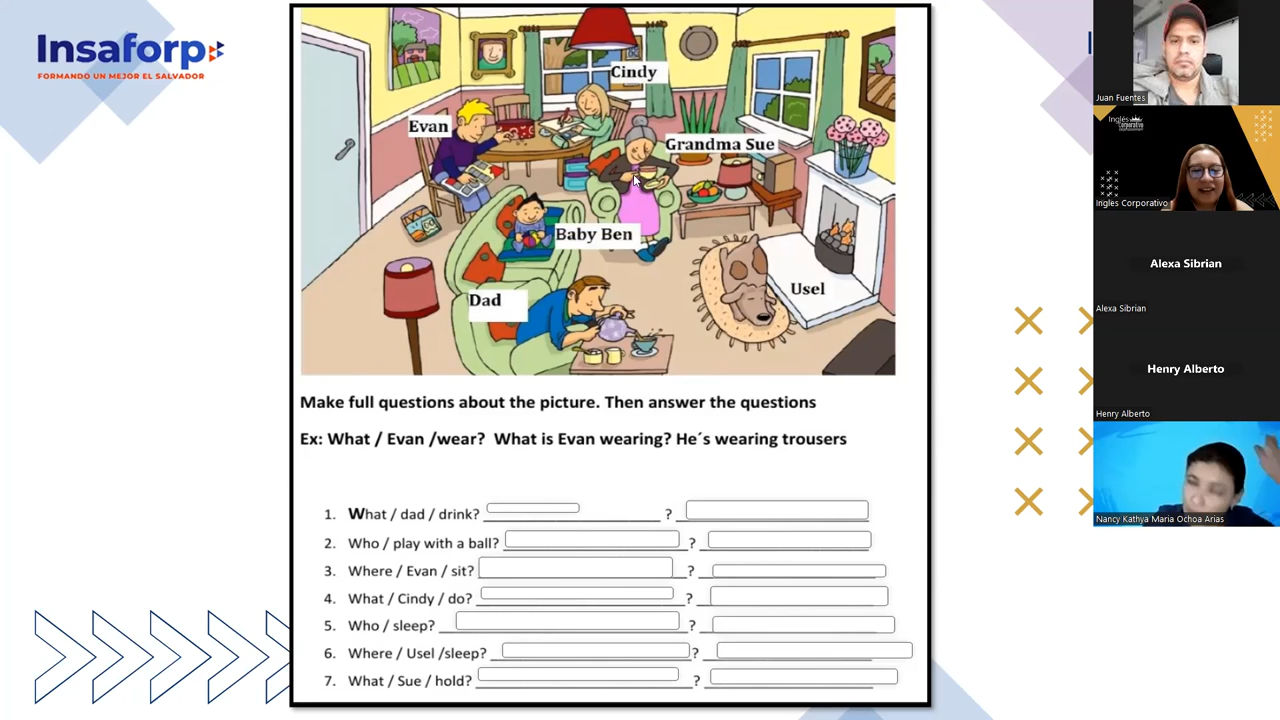 Insaforp
FORMANDO UN MEJOR EL SALVADOR
Cindy
Evan
Grandma Sue
Baby Ben
Usel
Dad
Make full questions about the picture. Then answer the questions
Ex: What / Evan /wear? What is Evan wearing? He´s wearing trousers
1. What / dad / drink? ?
2. Who / play with a ball? ?
3. Where / Evan / sit? ?
4. What / Cindy / do? ?
5. Who / sleep? ?
6. Where / Usel /sleep? ?
7. What / Sue / hold? ?
Juan Fuentes
Inglés
Corporativo
Ingles Corporativo
Alexa Sibrian
Alexa Sibrian
Henry Alberto
Henry Alberto
Nancy Kathya Maria Ochoa Arias